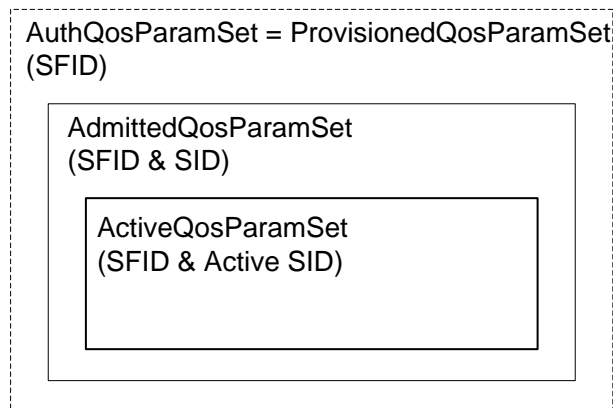 AuthQosParamSet = ProvisionedQosParamSet
(SFID)
AdmittedQosParamSet
(SFID & SID)
ActiveQosParamSet
(SFID & Active SID)